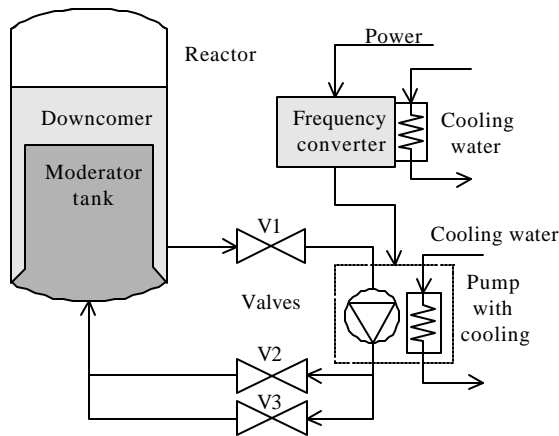 Power
Reactor
Downcomer
Frequency
converter
Cooling
water
Moderator
tank
V1
Cooling water
Valves
Pump
with
cooling
V2
V3